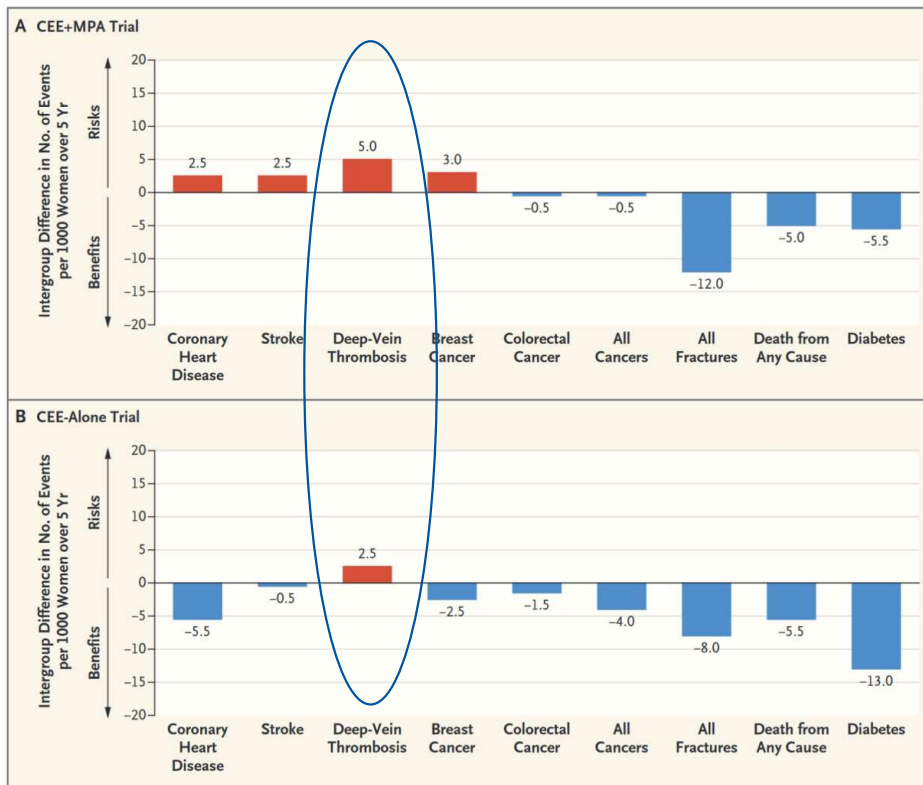 A CEE+MPA Trial
Intergroup Difference in No. of Events
per 1000 Women over 5 Yr
Risks
Benefits
20
15
10
5
0
−5
−10
−15
−20
2.5
2.5
5.0
3.0
−0.5
−0.5
−12.0
−5.0
−5.5
Coronary
Heart
Disease
Stroke
Deep-Vein
Thrombosis
Breast
Cancer
Colorectal
Cancer
All
Cancers
All
Fractures
Death from
Any Cause
Diabetes
B CEE-Alone Trial
Intergroup Difference in No. of Events
per 1000 Women over 5 Yr
Risks
Benefits
20
15
10
5
0
−5
−10
−15
−20
−5.5
−0.5
2.5
−2.5
−1.5
−4.0
−8.0
−5.5
−13.0
Coronary
Heart
Disease
Stroke
Deep-Vein
Thrombosis
Breast
Cancer
Colorectal
Cancer
All
Cancers
All
Fractures
Death from
Any Cause
Diabetes